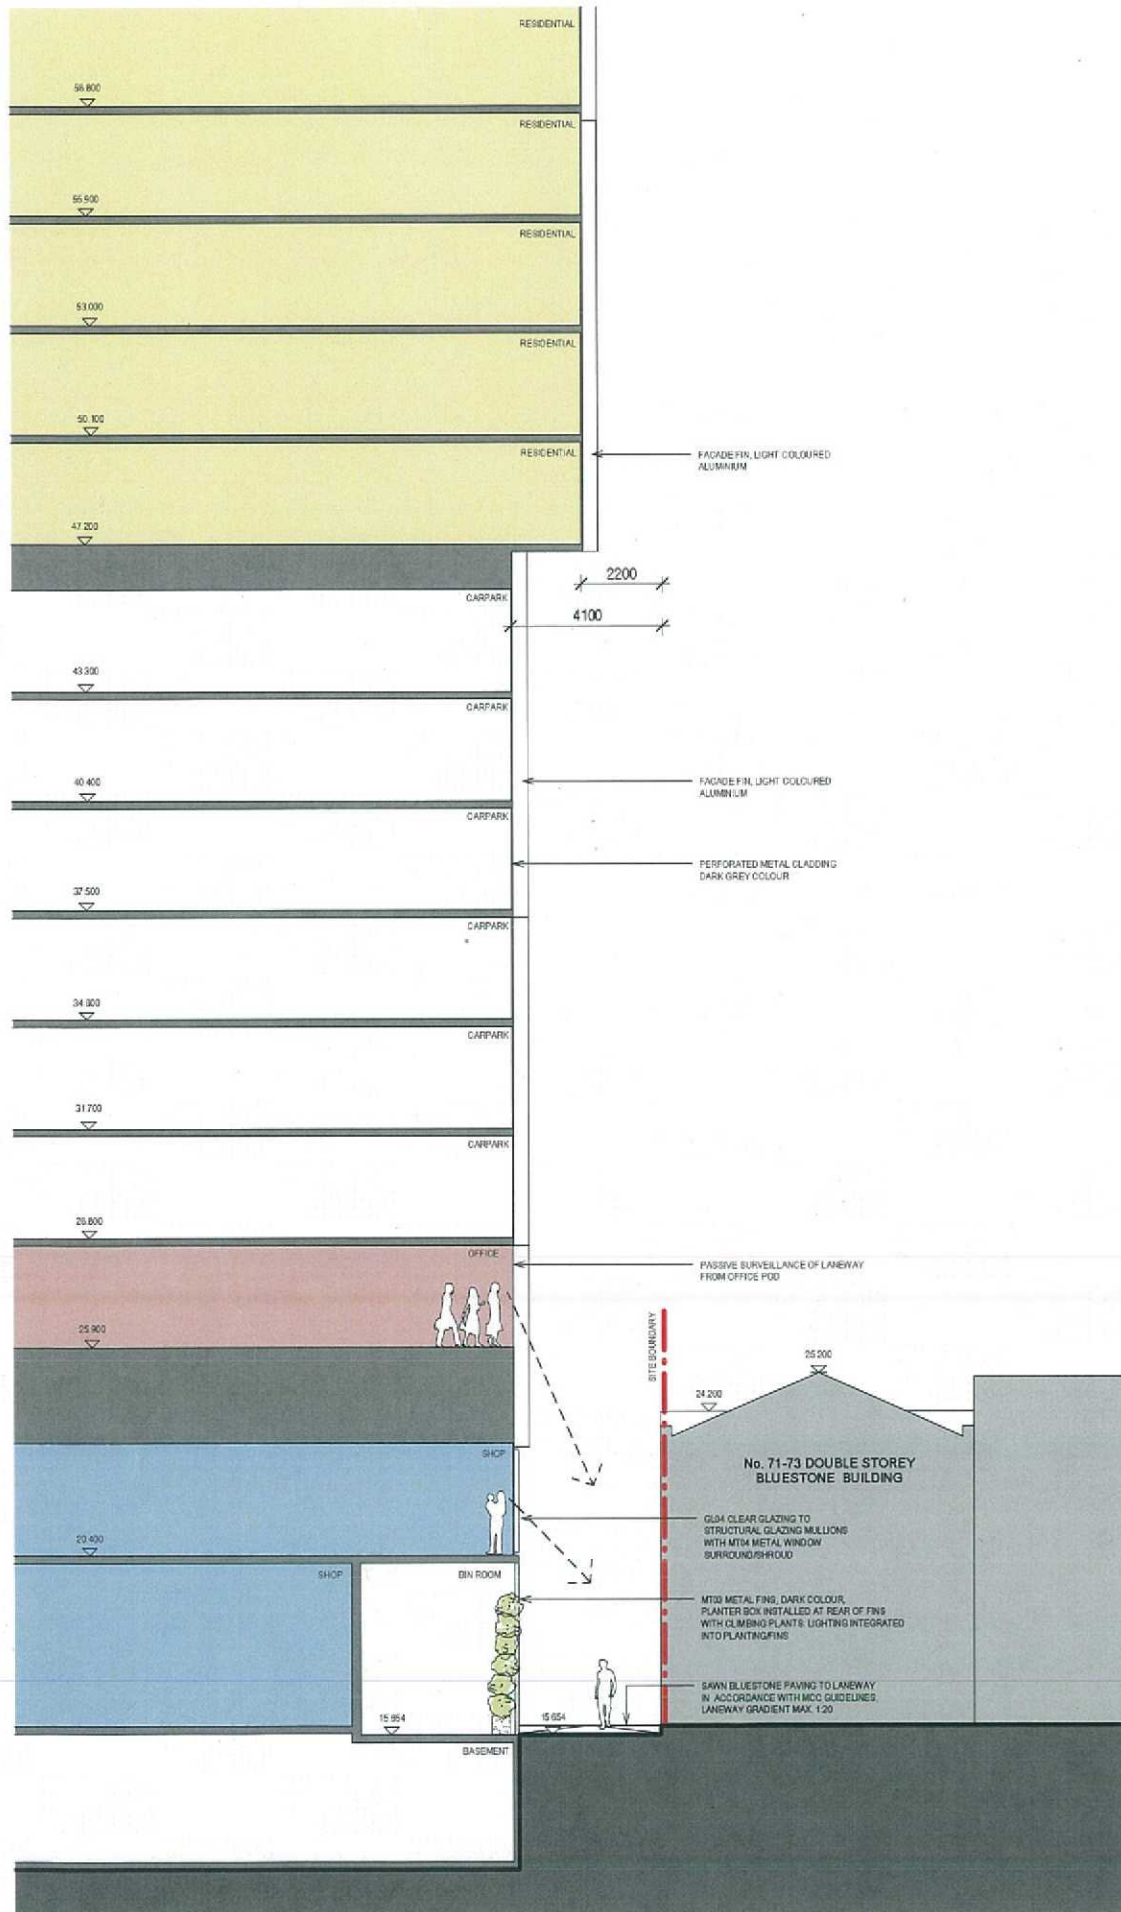 RESIDENTIAL
58.800
RESIDENTIAL
55.900
RESIDENTIAL
53.000
RESIDENTIAL
50.100
RESIDENTIAL
FACADE FIN, LIGHT COLOURED
ALUMINIUM
47.200
2200
CARPARK
4100
43.300
CARPARK
40.400
FACADE FIN, LIGHT COLOURED
ALUMINIUM
CARPARK
PERFORATED METAL CLADDING
DARK GREY COLOUR
37.500
CARPARK
34.600
CARPARK
31.700
CARPARK
28.800
OFFICE
PASSIVE SURVEILLANCE OF LANEWAY
FROM OFFICE POD
25.900
SITE BOUNDARY
25.200
24.200
SHOP
No. 71-73 DOUBLE STOREY
BLUESTONE BUILDING
GL04 CLEAR GLAZING TO
STRUCTURAL GLAZING MULLIONS
WITH MT04 METAL WINDOW
SURROUND/SHROUD
20.400
SHOP
BIN ROOM
MT03 METAL FINS, DARK COLOUR,
PLANTER BOX INSTALLED AT REAR OF FINS
WITH CLIMBING PLANTS. LIGHTING INTEGRATED
INTO PLANTING/FINS
SAWN BLUESTONE PAVING TO LANEWAY
IN ACCORDANCE WITH MCC GUIDELINES.
LANEWAY GRADIENT MAX. 1:20
15.654
15.654
BASEMENT